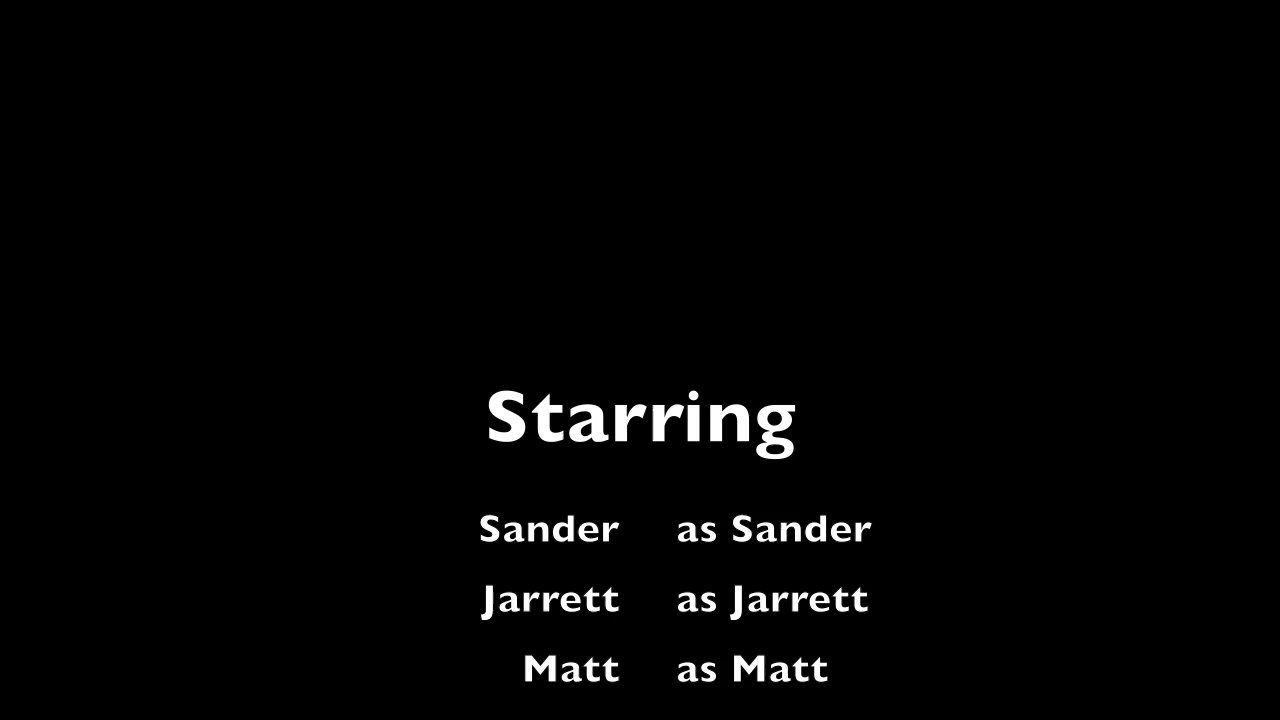 Starring
Sander as Sander
Jarrett as Jarrett
Matt as Matt